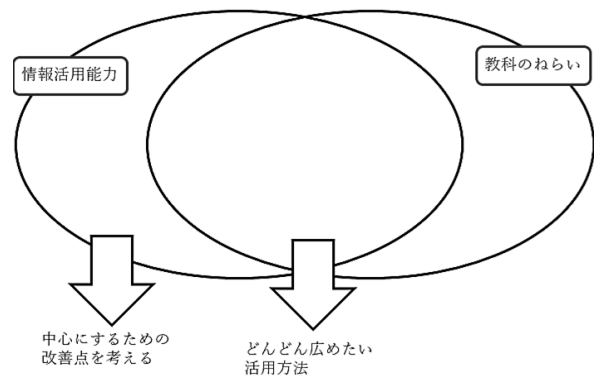 情報活用能力
教科のねらい
中心にするための
改善点を考える
どんどん広めたい
活用方法